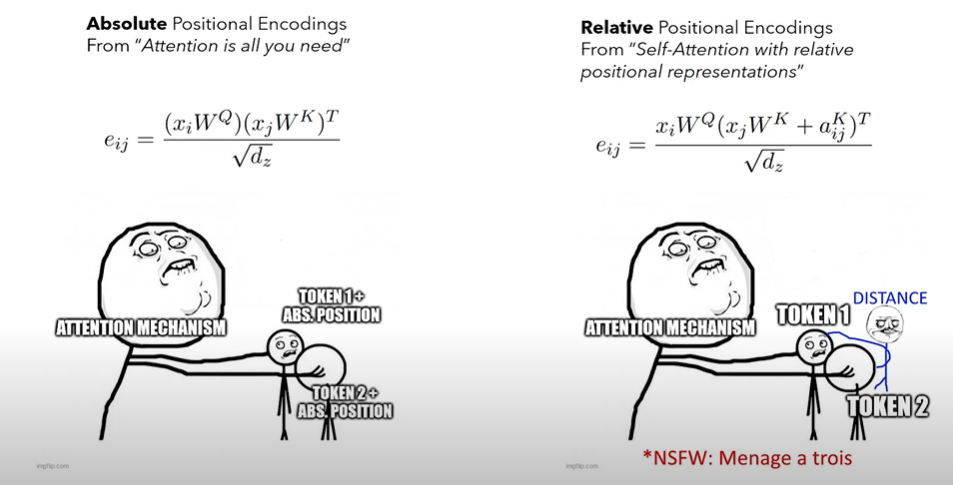 Absolute Positional Encodings
From "Attention is all you need"
e_{ij} = \frac{(x_i W^Q)(x_j W^K)^T}{\sqrt{d_z}}
ATTENTION MECHANISM
TOKEN 1+
ABS. POSITION
TOKEN 2+
ABS. POSITION
imgflip.com
Relative Positional Encodings
From "Self-Attention with relative
positional representations"
e_{ij} = \frac{x_i W^Q (x_j W^K + a_{ij}^K)^T}{\sqrt{d_z}}
ATTENTION MECHANISM
TOKEN 1
DISTANCE
TOKEN 2
*NSFW: Menage a trois
imgflip.com